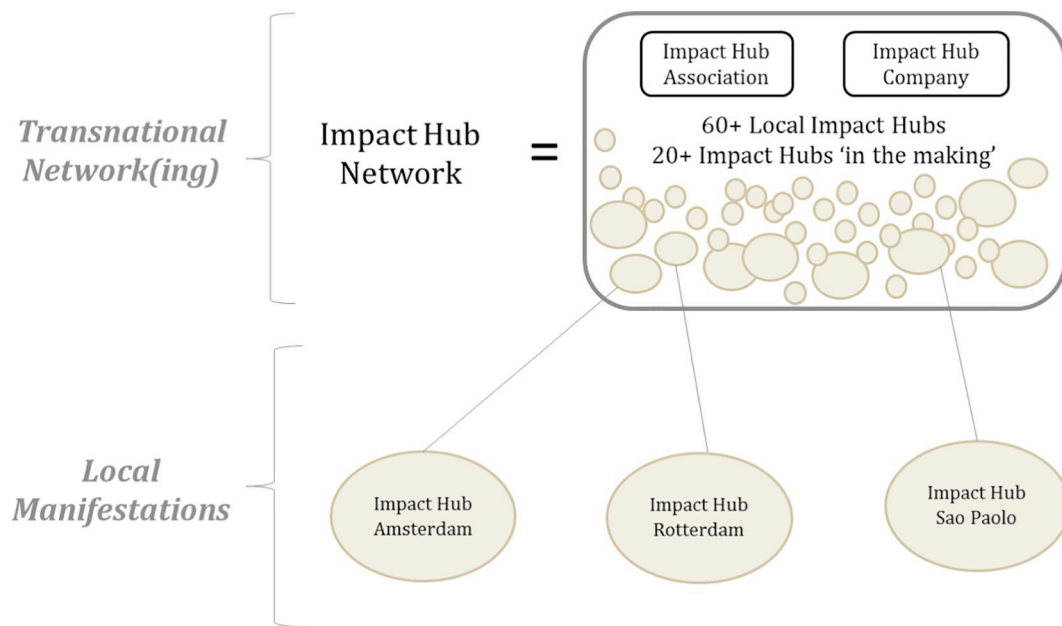 Transnational
Network(ing)
Impact Hub
Network
=
Impact Hub
Association
Impact Hub
Company
60+ Local Impact Hubs
20+ Impact Hubs ‘in the making’
Local
Manifestations
Impact Hub
Amsterdam
Impact Hub
Rotterdam
Impact Hub
Sao Paolo